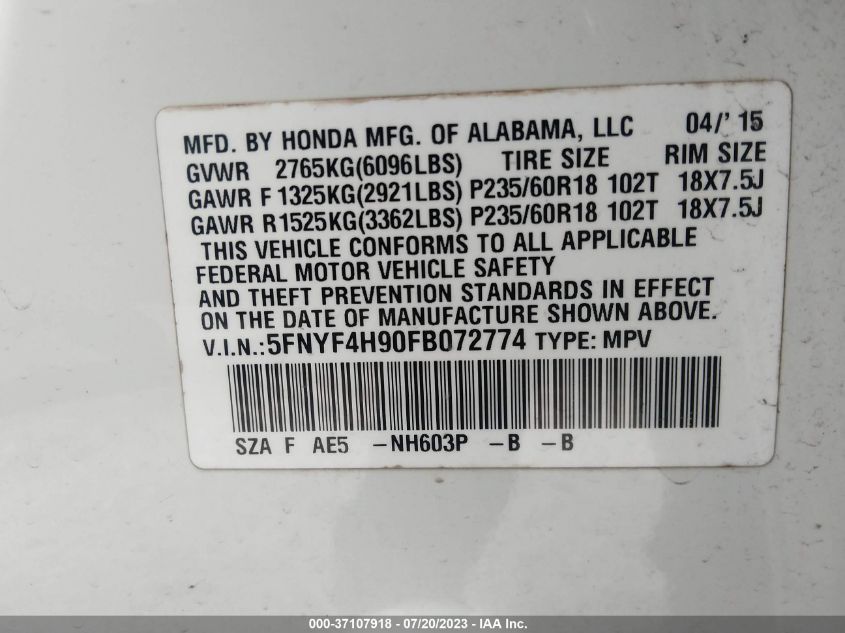 MFD. BY HONDA MFG. OF ALABAMA, LLC 04/'15
GVWR 2765KG(6096LBS) TIRE SIZE RIM SIZE
GAWR F 1325KG(2921LBS) P235/60R18 102T 18X7.5J
GAWR R1525KG(3362LBS) P235/60R18 102T 18X7.5J
THIS VEHICLE CONFORMS TO ALL APPLICABLE
FEDERAL MOTOR VEHICLE SAFETY
AND THEFT PREVENTION STANDARDS IN EFFECT
ON THE DATE OF MANUFACTURE SHOWN ABOVE.
V.I.N.:5FNYF4H90FB072774 TYPE: MPV
SZA F AE5 -NH603P -B -B
000-37107918 - 07/20/2023 - IAA Inc.